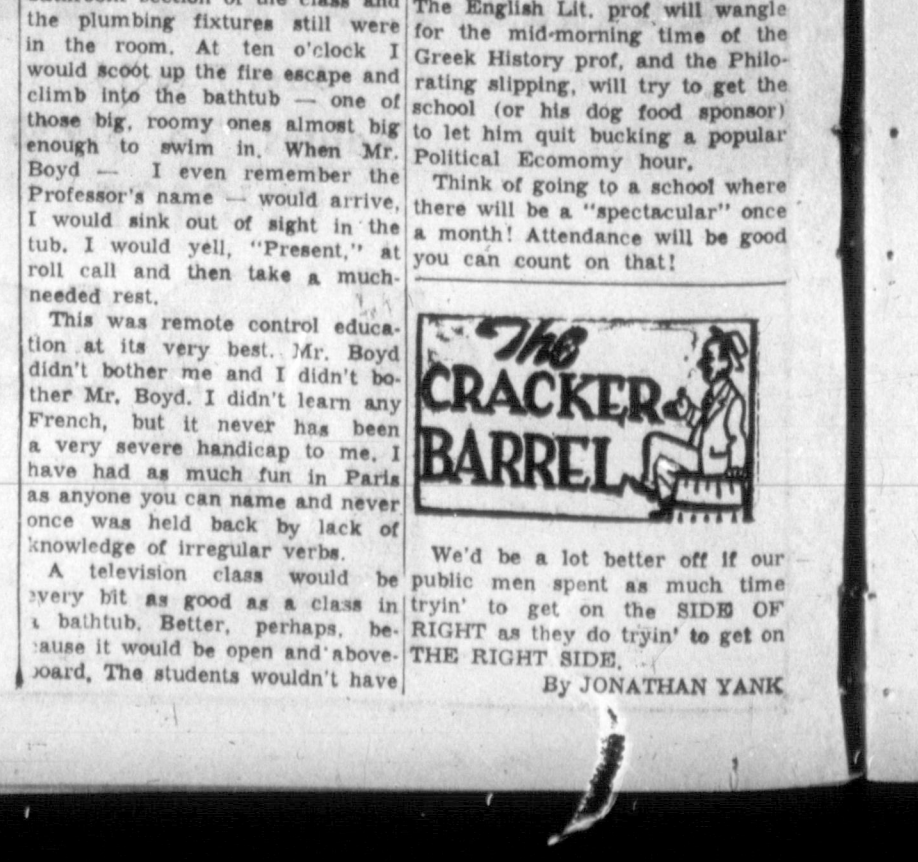 the plumbing fixtures still were
in the room. At ten o'clock I
would scoot up the fire escape and
climb into the bathtub — one of
those big, roomy ones almost big
enough to swim in. When Mr.
Boyd — I even remember the
Professor's name — would arrive,
I would sink out of sight in the
tub. I would yell, "Present," at
roll call and then take a much-
needed rest.
This was remote control educa-
tion at its very best. Mr. Boyd
didn't bother me and I didn't bo-
ther Mr. Boyd. I didn't learn any
French, but it never has been
a very severe handicap to me. I
have had as much fun in Paris
as anyone you can name and never
once was held back by lack of
knowledge of irregular verbs.
A television class would be
every bit as good as a class in
a bathtub. Better, perhaps, be-
cause it would be open and above-
board. The students wouldn't have
The English Lit. prof will wangle
for the mid-morning time of the
Greek History prof, and the Philo-
rating slipping, will try to get the
school (or his dog food sponsor)
to let him quit bucking a popular
Political Ecomomy hour.
Think of going to a school where
there will be a "spectacular" once
a month! Attendance will be good
you can count on that!
The
CRACKER
BARREL
We'd be a lot better off if our
public men spent as much time
tryin' to get on the SIDE OF
RIGHT as they do tryin' to get on
THE RIGHT SIDE.
By JONATHAN YANK